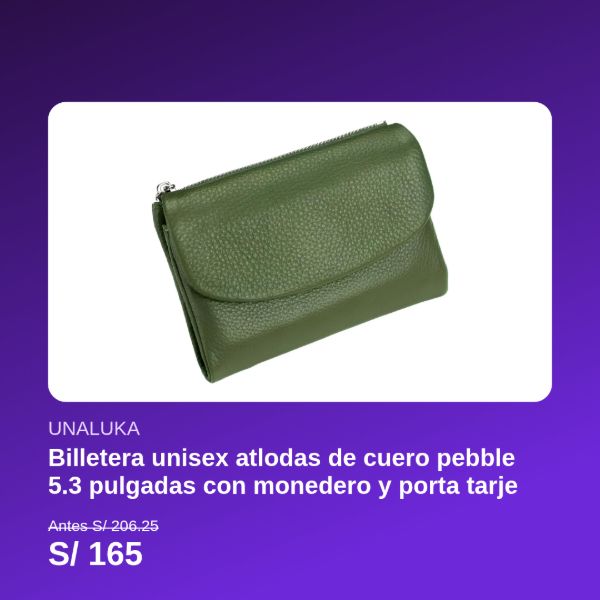 UNALUKA
Billetera unisex atlodas de cuero pebble
5.3 pulgadas con monedero y porta tarje
Antes S/ 206.25
S/ 165